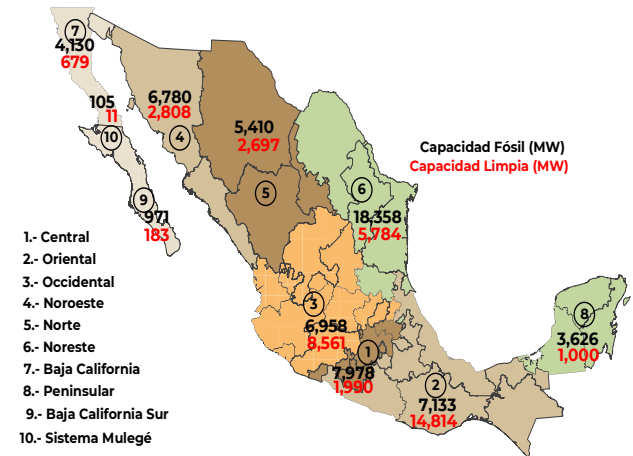 7
4,130
679
105
11
10
6,780
2,808
4
5,410
2,697
5
Capacidad Fósil (MW)
Capacidad Limpia (MW)
6
18,358
5,784
9
971
183
1.- Central
2.- Oriental
3.- Occidental
4.- Noroeste
5.- Norte
6.- Noreste
7.- Baja California
8.- Peninsular
9.- Baja California Sur
10.- Sistema Mulegé
3
6,958
8,561
1
7,978
1,990
2
7,133
14,814
8
3,626
1,000